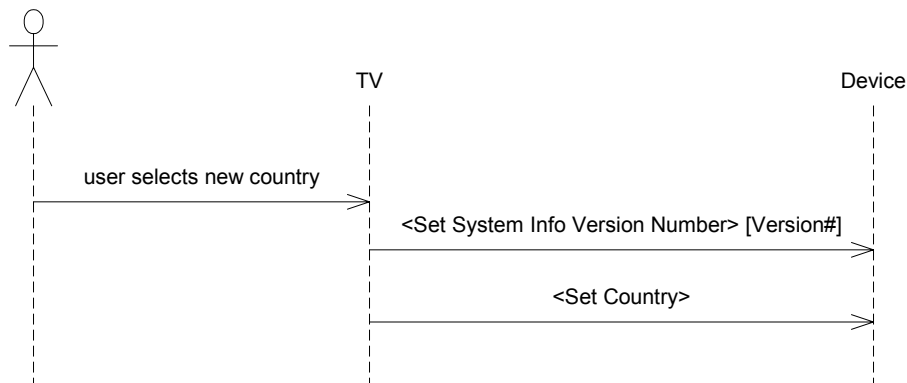 TV
Device
user selects new country
<Set System Info Version Number> [Version#]
<Set Country>